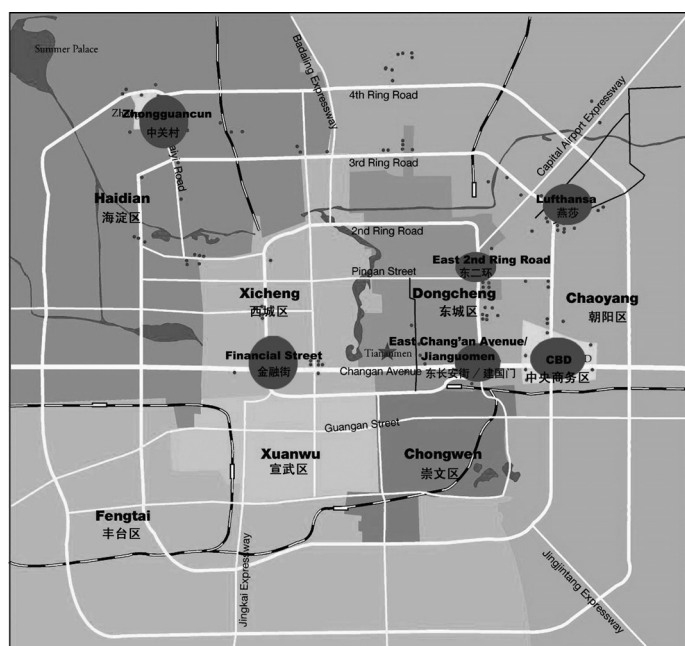 Summer Palace
Badaling Expressway
4th Ring Road
Capital Airport Expressway
Zhongguancun
中关村
3rd Ring Road
Haidian
海淀区
Lufthansa
燕莎
2nd Ring Road
East 2nd Ring Road
东二环
Pingan Street
Xicheng
西城区
Dongcheng
东城区
Chaoyang
朝阳区
East Chang'an Avenue/
Jianguomen
Tiananmen
Financial Street
金融街
Changan Avenue
东长安街／建国门
CBD
中央商务区
Guangan Street
Xuanwu
宣武区
Chongwen
崇文区
Fengtai
丰台区
Jingkai Expressway
Jingjintang Expressway